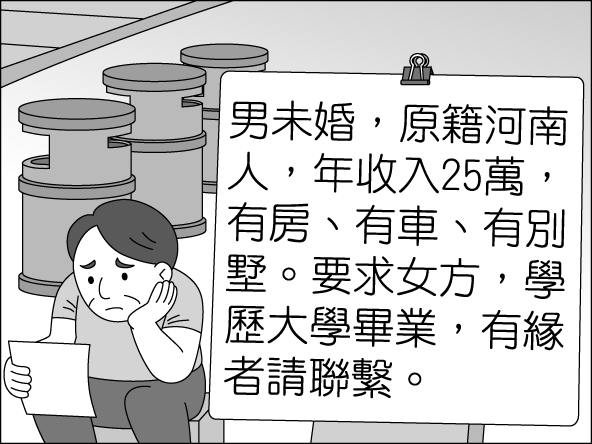 男未婚，原籍河南
人，年收入25萬，
有房、有車、有別
墅。要求女方，學
歷大學畢業，有緣
者請聯繫。